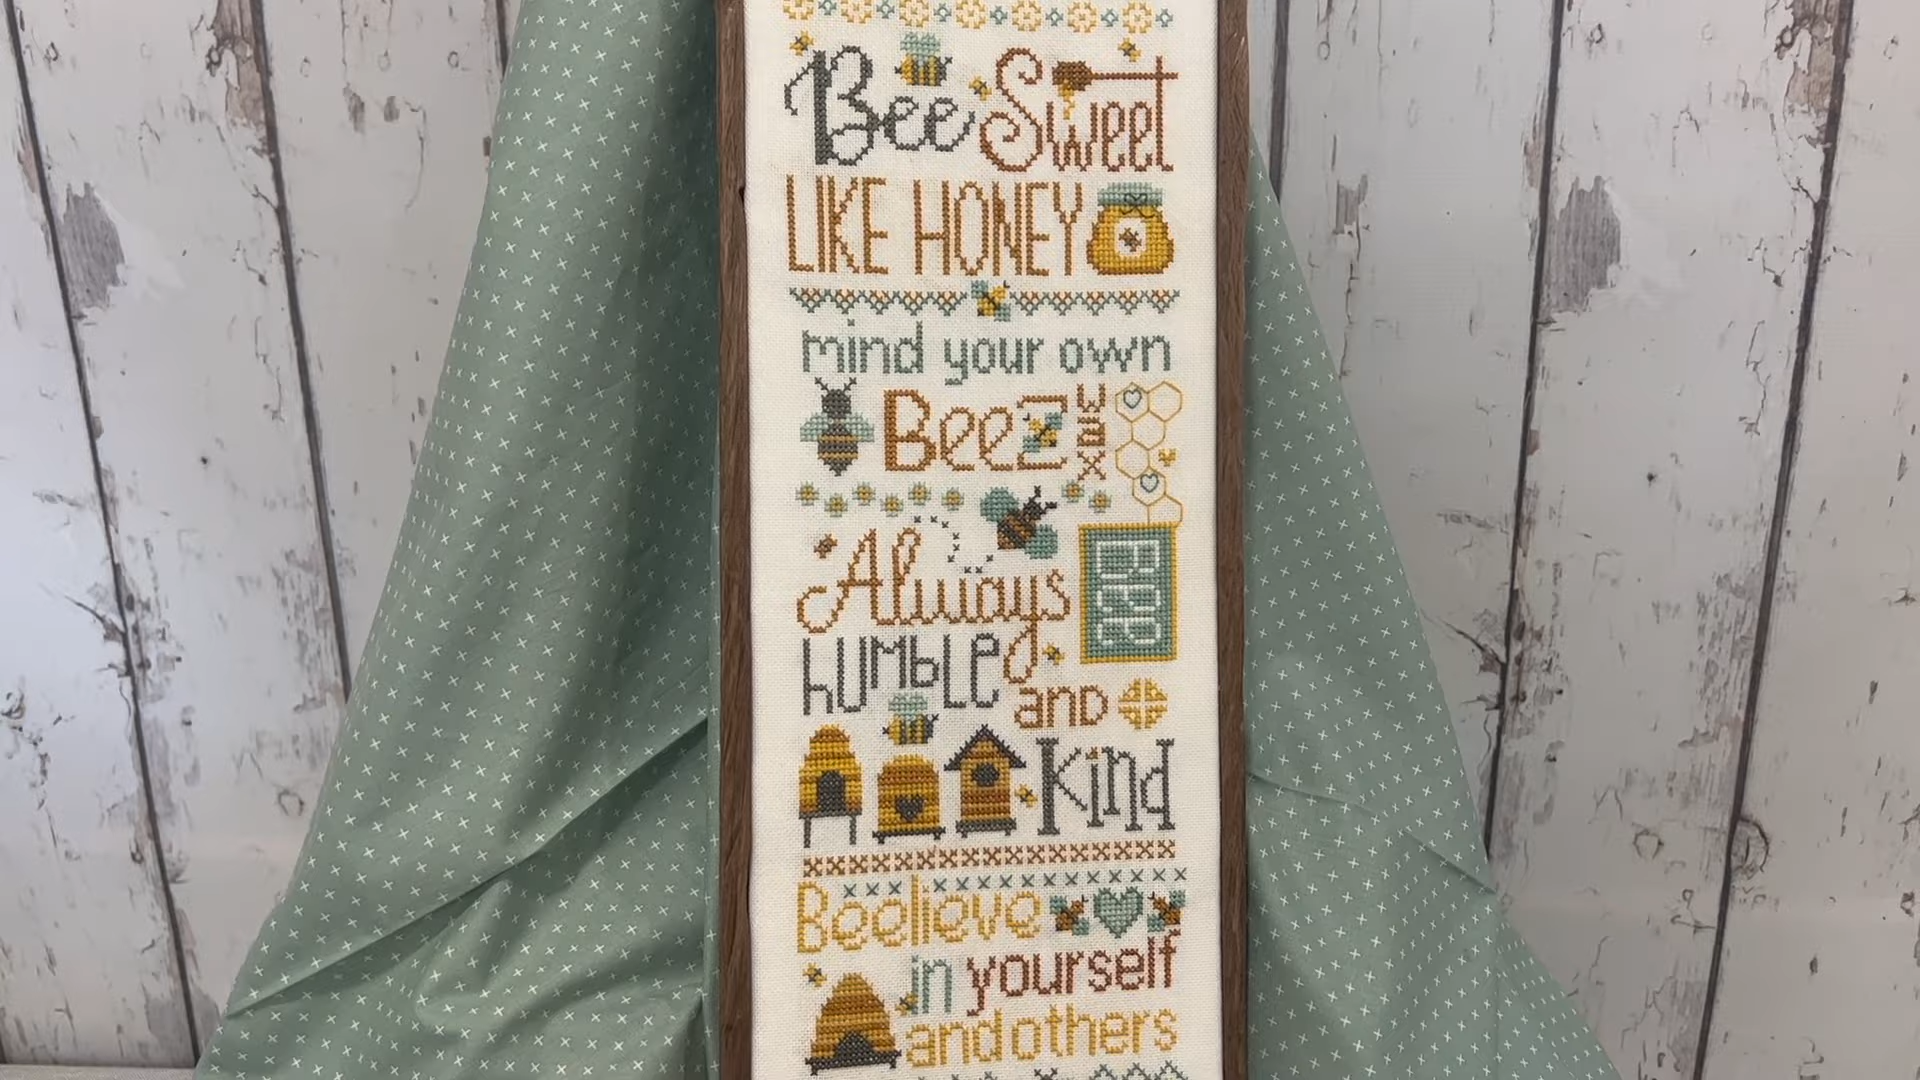 Bee Sweet
LIKE HONEY
mind your own
Beez wax
Always Bee
humble
and
Kind
Beelieve
in yourself
and others